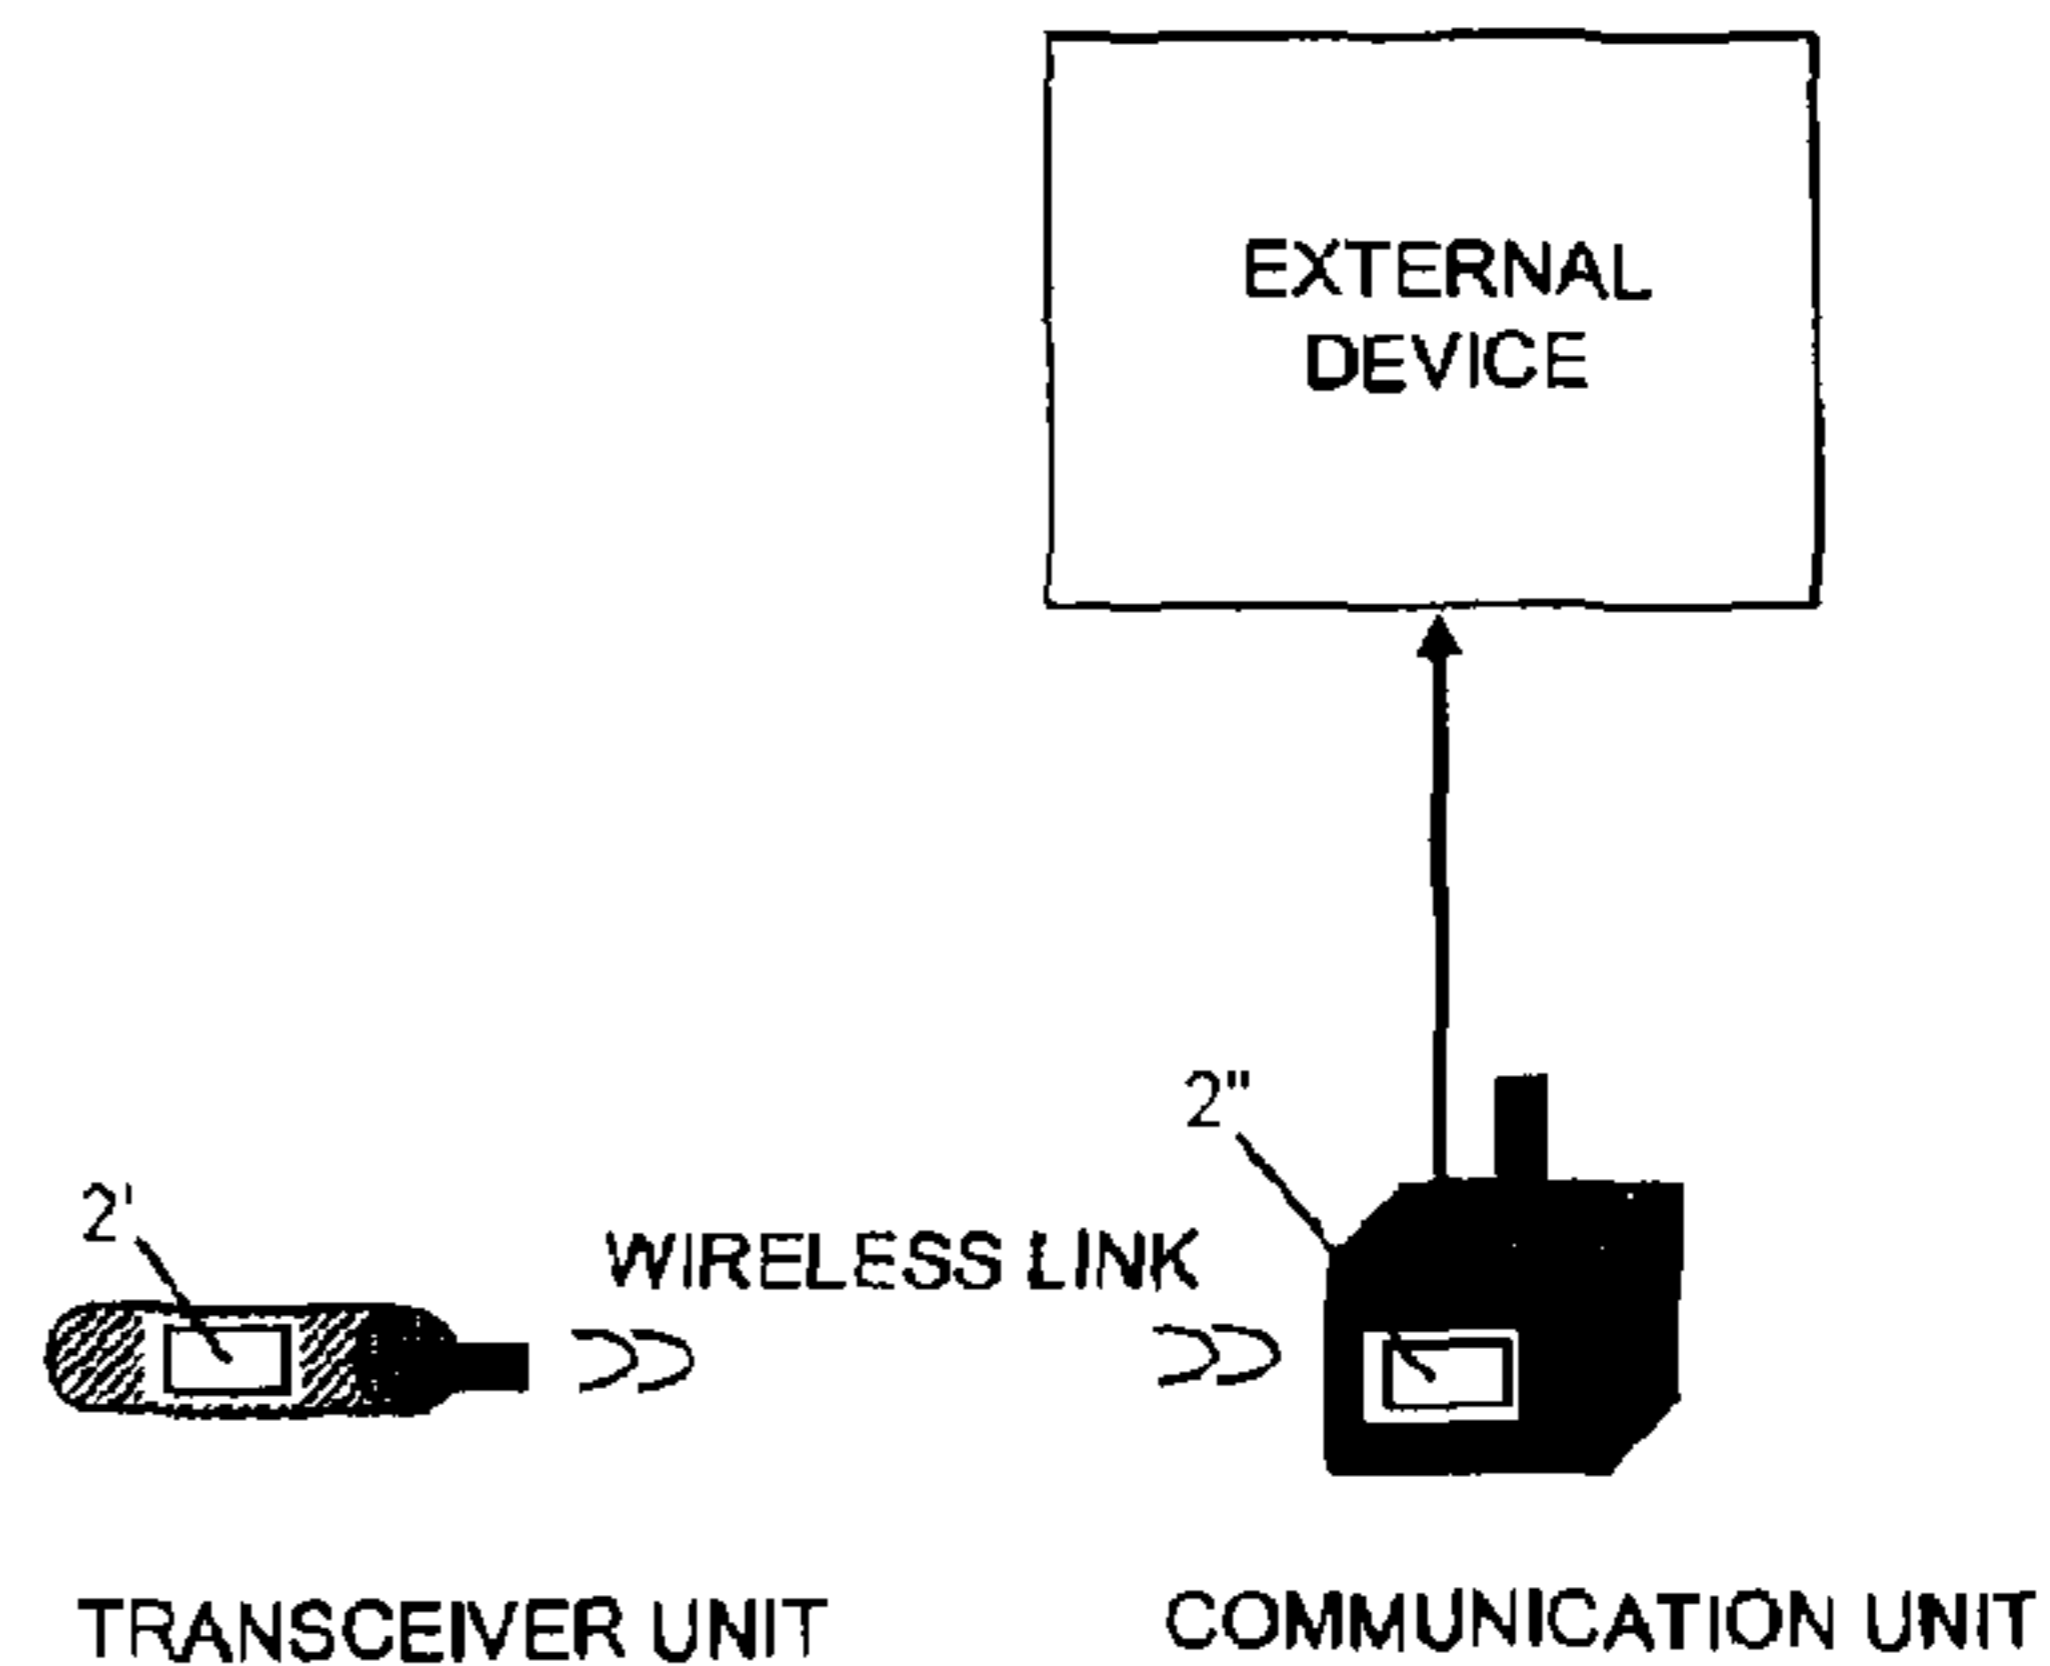 EXTERNAL
DEVICE
2"
2'
WIRELESS LINK
TRANSCEIVER UNIT
COMMUNICATION UNIT